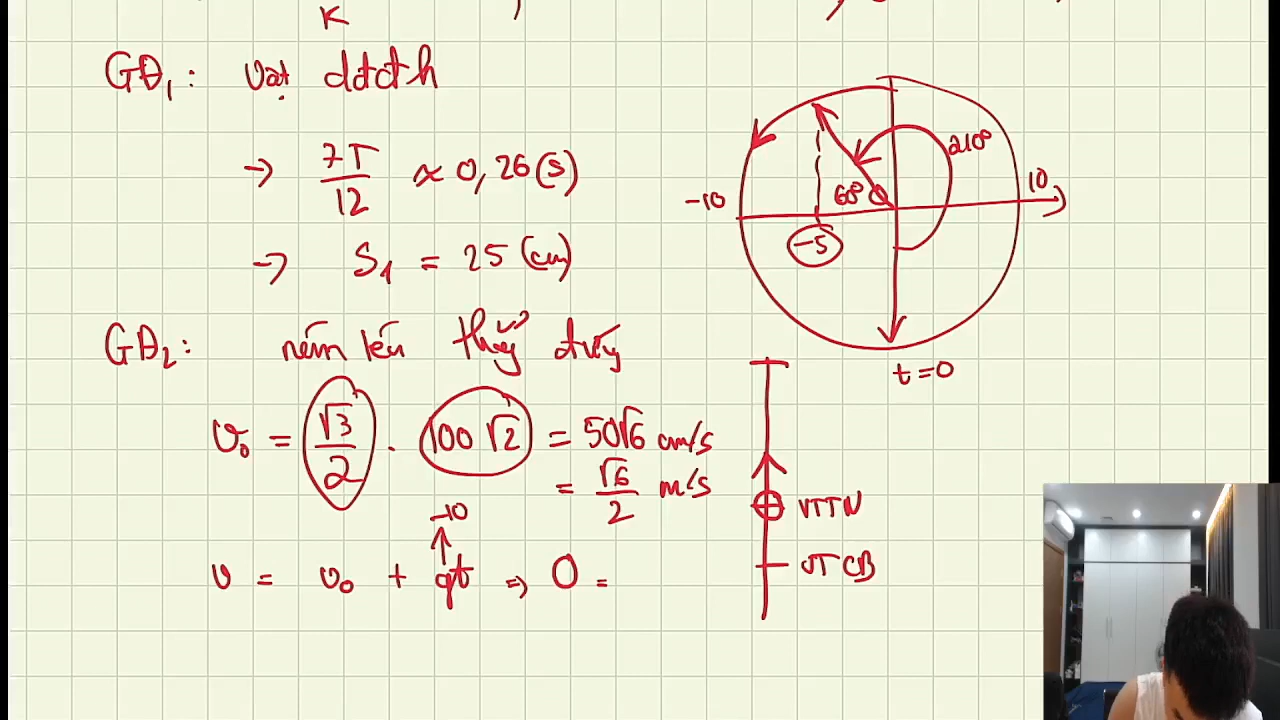 K
GĐ₁: Vật dđđh
→ 7T/12 ≈ 0,26 (s)
→ S₁ = 25 (cm)
210°
60°
-10
10
-5
t=0
GĐ₂: ném lên thẳng đứng
v₀ = √3/2 . 100√2 = 50√6 cm/s
= √6/2 m/s
-10
v = v₀ + gt ⇒ 0 =
VTTN
VTCB